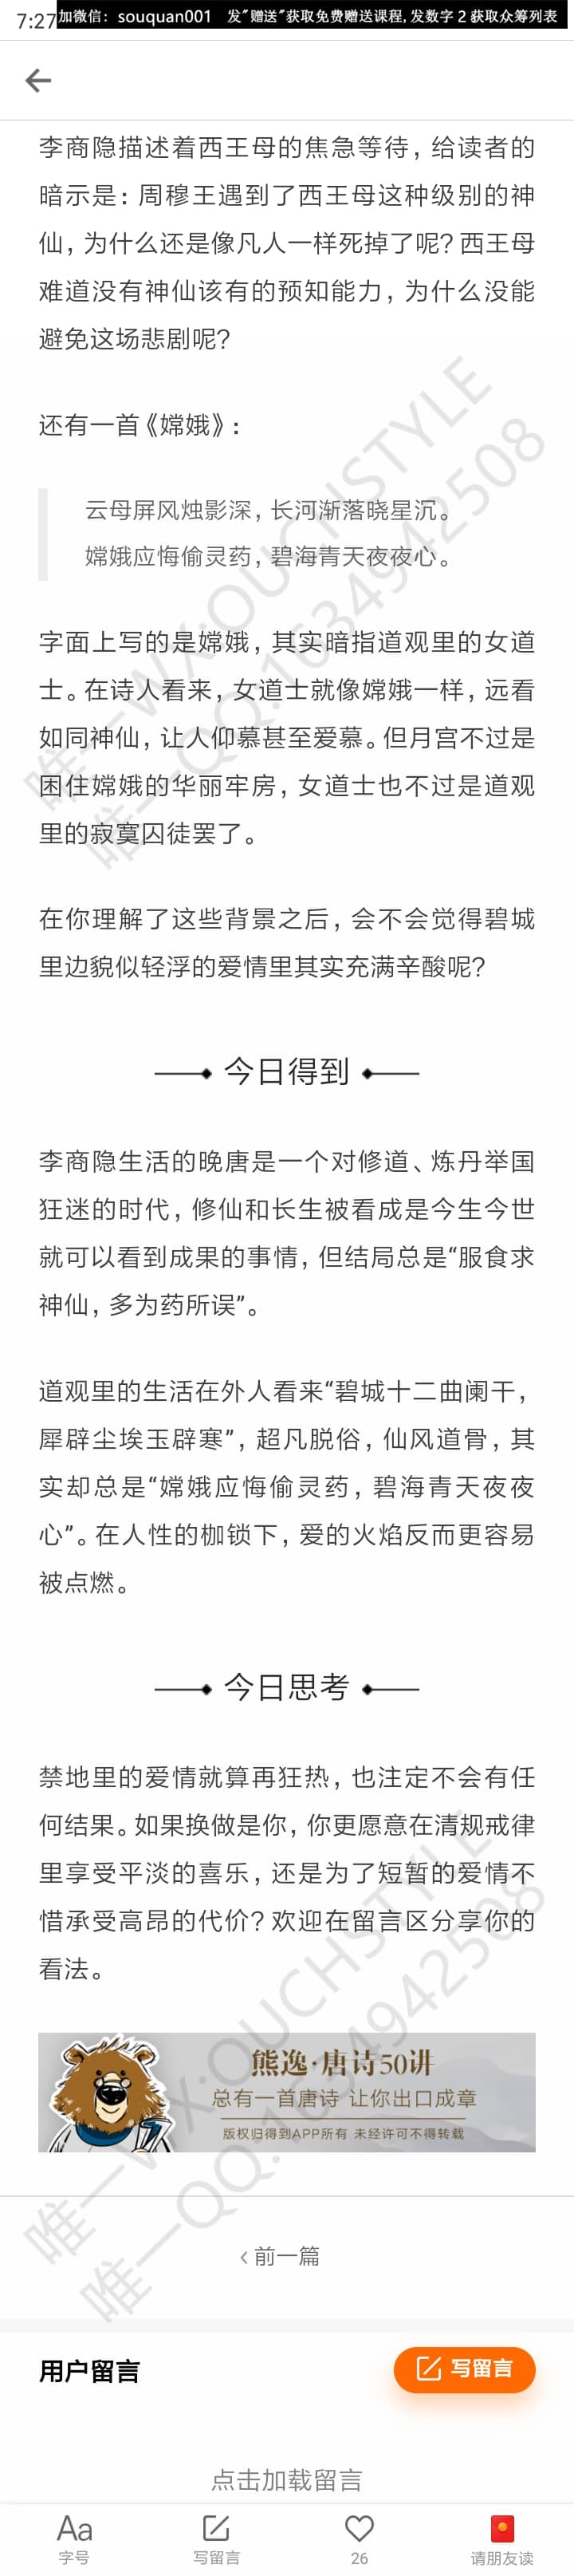 7:27
加微信：souquan001 发"赠送"获取免费赠送课程,发数字 2 获取众筹列表
李商隐描述着西王母的焦急等待，给读者的
暗示是：周穆王遇到了西王母这种级别的神
仙，为什么还是像凡人一样死掉了呢？西王母
难道没有神仙该有的预知能力，为什么没能
避免这场悲剧呢？
还有一首《嫦娥》：
云母屏风烛影深，长河渐落晓星沉。
嫦娥应悔偷灵药，碧海青天夜夜心。
字面上写的是嫦娥，其实暗指道观里的女道
士。在诗人看来，女道士就像嫦娥一样，远看
如同神仙，让人仰慕甚至爱慕。但月宫不过是
困住嫦娥的华丽牢房，女道士也不过是道观
里的寂寞囚徒罢了。
唯一WX:OUCHSTYLE
唯一QQ:1634942508
在你理解了这些背景之后，会不会觉得碧城
里边貌似轻浮的爱情里其实充满辛酸呢？
今日得到
李商隐生活的晚唐是一个对修道、炼丹举国
狂迷的时代，修仙和长生被看成是今生今世
就可以看到成果的事情，但结局总是“服食求
神仙，多为药所误”。
道观里的生活在外人看来“碧城十二曲阑干，
犀辟尘埃玉辟寒”，超凡脱俗，仙风道骨，其
实却总是“嫦娥应悔偷灵药，碧海青天夜夜
心”。在人性的枷锁下，爱的火焰反而更容易
被点燃。
今日思考
禁地里的爱情就算再狂热，也注定不会有任
何结果。如果换做是你，你更愿意在清规戒律
里享受平淡的喜乐，还是为了短暂的爱情不
惜承受高昂的代价？欢迎在留言区分享你的
看法。
熊逸·唐诗50讲
总有一首唐诗 让你出口成章
版权归得到APP所有 未经许可不得转载
唯一WX:OUCHSTYLE
唯一QQ:1634942508
‹ 前一篇
用户留言
写留言
点击加载留言
Aa
字号
写留言
26
请朋友读